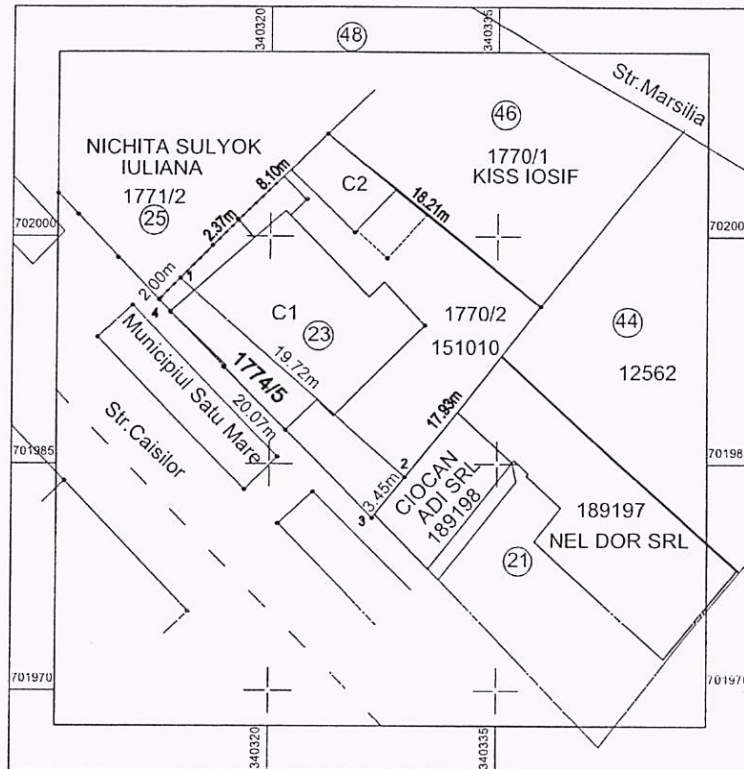 340320
340335
48
Str.Marsilia
46
NICHITA SULYOK
IULIANA
1771/2
25
8.10m
C2
1770/1
KISS IOSIF
18.21m
2.37m
702000
2.00m
1
4
C1
23
1770/2
151010
44
12562
19.72m
1774/5
20.07m
Municipiul Satu Mare
Str.Caisilor
17.93m
701985
2
3.45m
3
CIOCAN
ADI SRL
189198
189197
NEL DOR SRL
21
701970
701970
340320
340335